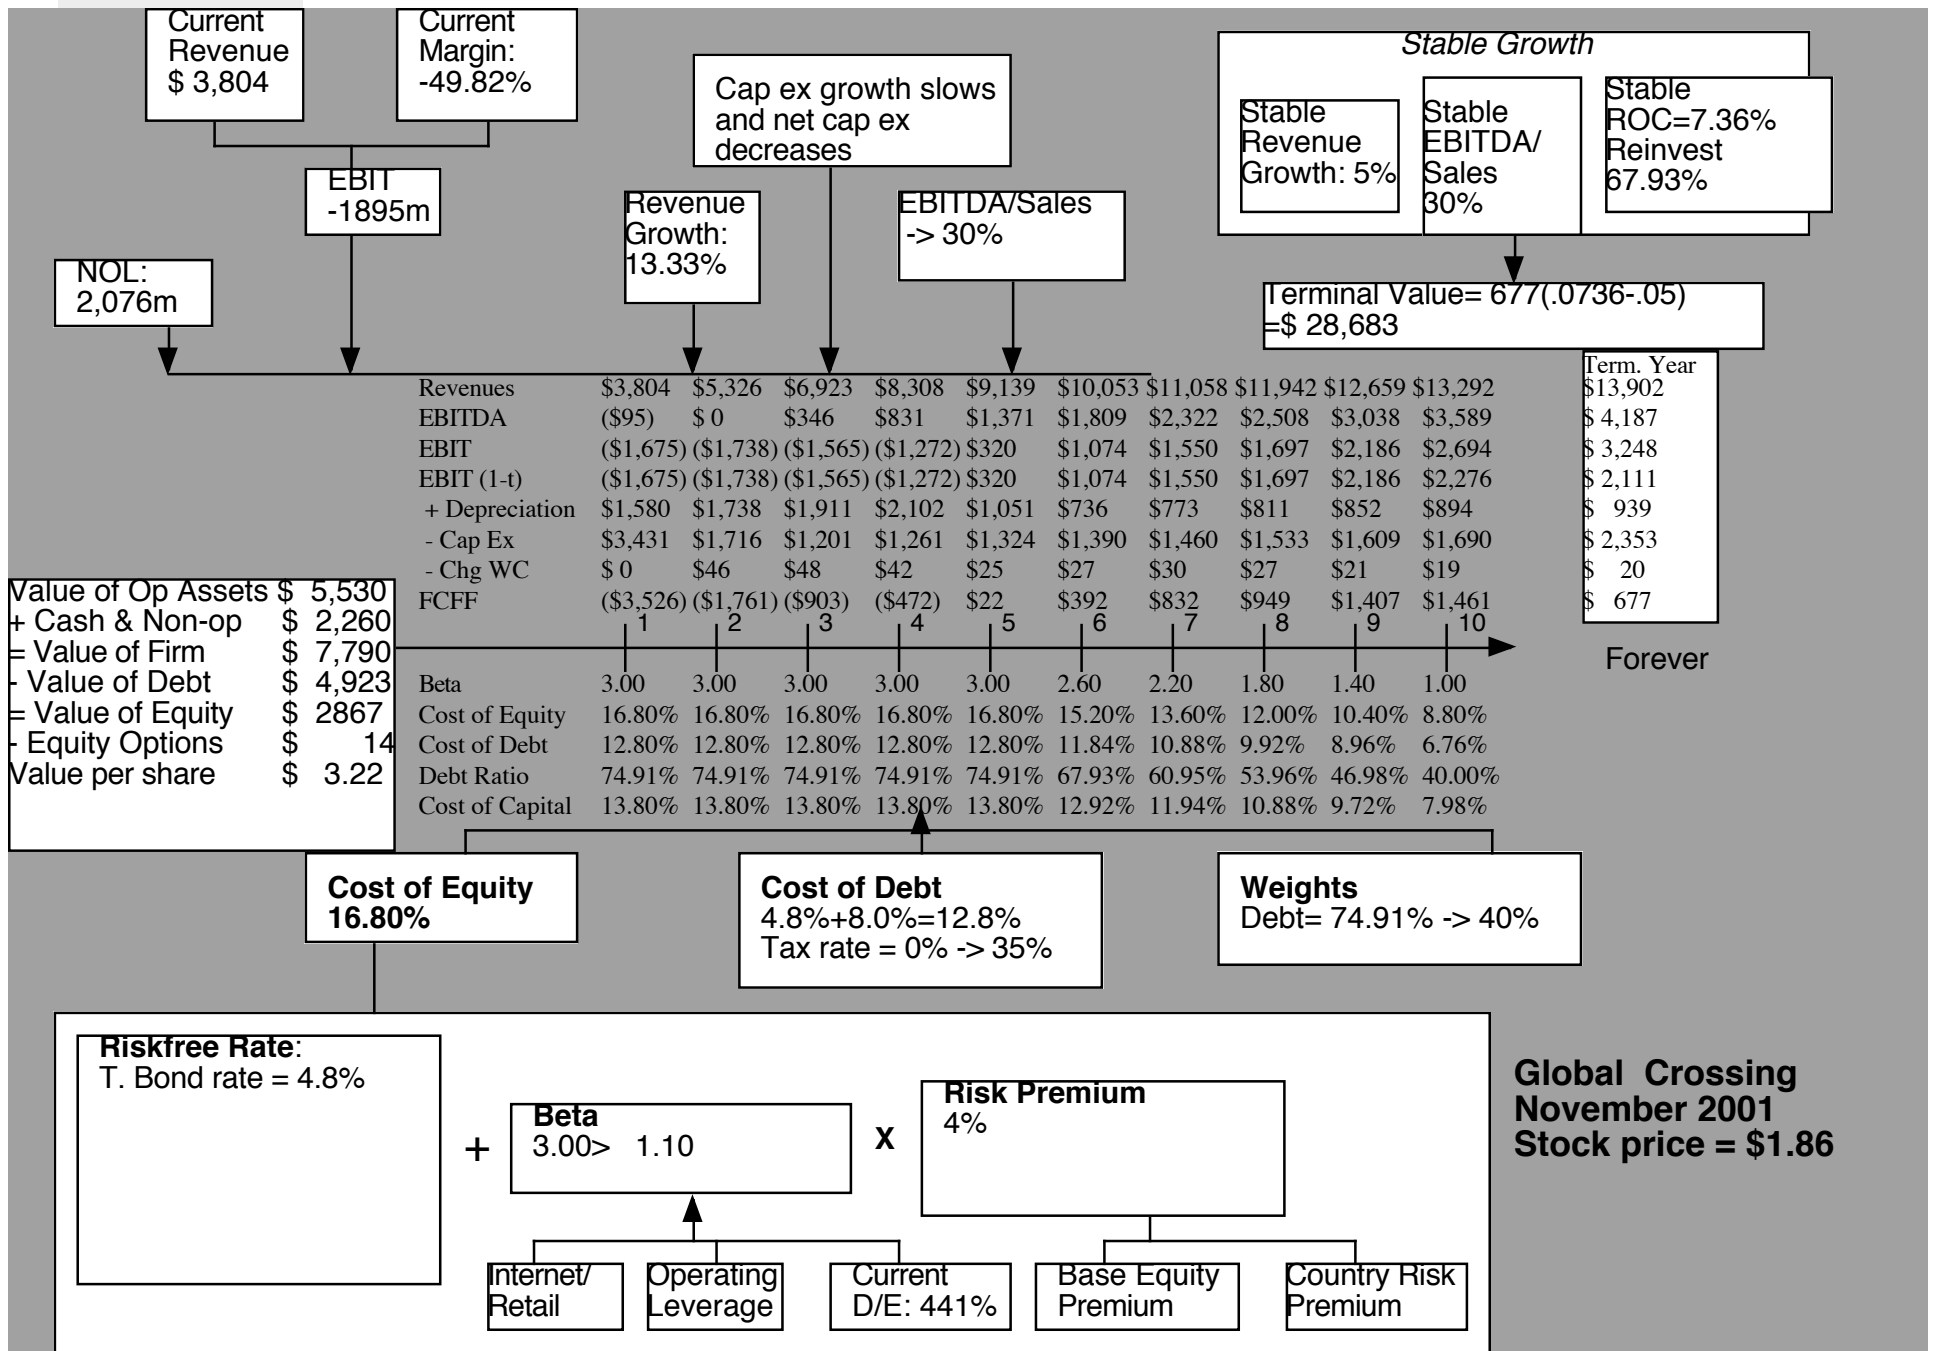 Current
Revenue
$ 3,804
Current
Margin:
-49.82%
EBIT
-1895m
NOL:
2,076m
Cap ex growth slows
and net cap ex
decreases
Revenue
Growth:
13.33%
EBITDA/Sales
-> 30%
Stable Growth
Stable
Revenue
Growth: 5%
Stable
EBITDA/
Sales
30%
Stable
ROC=7.36%
Reinvest
67.93%
Terminal Value= 677(.0736-.05)
=$ 28,683
Term. Year
Revenues $3,804 $5,326 $6,923 $8,308 $9,139 $10,053 $11,058 $11,942 $12,659 $13,292 $13,902
EBITDA ($95) $ 0 $346 $831 $1,371 $1,809 $2,322 $2,508 $3,038 $3,589 $ 4,187
EBIT ($1,675) ($1,738) ($1,565) ($1,272) $320 $1,074 $1,550 $1,697 $2,186 $2,694 $ 3,248
EBIT (1-t) ($1,675) ($1,738) ($1,565) ($1,272) $320 $1,074 $1,550 $1,697 $2,186 $2,276 $ 2,111
+ Depreciation $1,580 $1,738 $1,911 $2,102 $1,051 $736 $773 $811 $852 $894 $ 939
- Cap Ex $3,431 $1,716 $1,201 $1,261 $1,324 $1,390 $1,460 $1,533 $1,609 $1,690 $ 2,353
- Chg WC $ 0 $46 $48 $42 $25 $27 $30 $27 $21 $19 $ 20
FCFF ($3,526) ($1,761) ($903) ($472) $22 $392 $832 $949 $1,407 $1,461 $ 677
1 2 3 4 5 6 7 8 9 10
Forever
Value of Op Assets $ 5,530
+ Cash & Non-op $ 2,260
= Value of Firm $ 7,790
- Value of Debt $ 4,923
= Value of Equity $ 2867
- Equity Options $ 14
Value per share $ 3.22
Beta 3.00 3.00 3.00 3.00 3.00 2.60 2.20 1.80 1.40 1.00
Cost of Equity 16.80% 16.80% 16.80% 16.80% 16.80% 15.20% 13.60% 12.00% 10.40% 8.80%
Cost of Debt 12.80% 12.80% 12.80% 12.80% 12.80% 11.84% 10.88% 9.92% 8.96% 6.76%
Debt Ratio 74.91% 74.91% 74.91% 74.91% 74.91% 67.93% 60.95% 53.96% 46.98% 40.00%
Cost of Capital 13.80% 13.80% 13.80% 13.80% 13.80% 12.92% 11.94% 10.88% 9.72% 7.98%
Cost of Equity
16.80%
Cost of Debt
4.8%+8.0%=12.8%
Tax rate = 0% -> 35%
Weights
Debt= 74.91% -> 40%
Riskfree Rate:
T. Bond rate = 4.8%
+
Beta
3.00> 1.10
X
Risk Premium
4%
Internet/
Retail
Operating
Leverage
Current
D/E: 441%
Base Equity
Premium
Country Risk
Premium
Global Crossing
November 2001
Stock price = $1.86